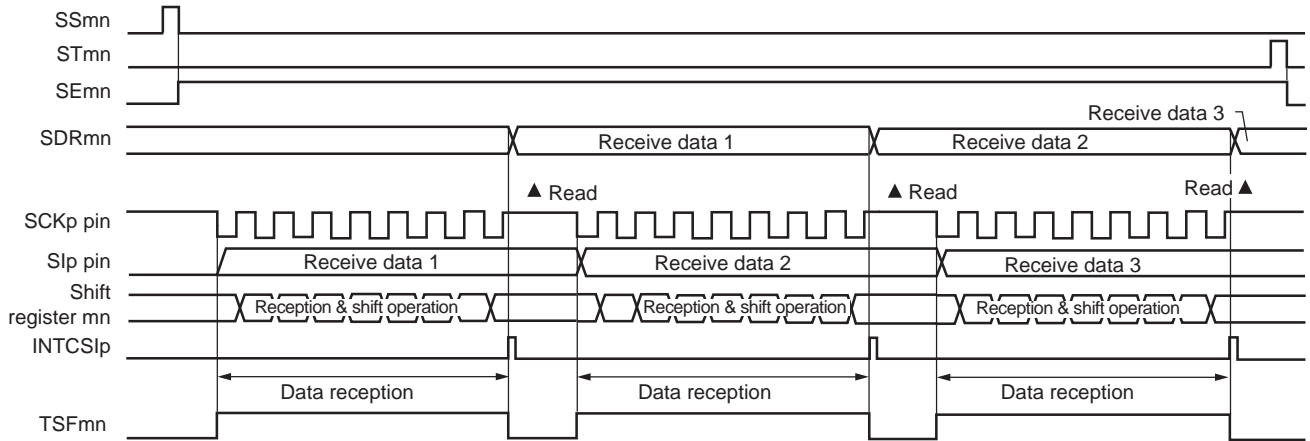 SSmn
STmn
SEmn
Receive data 3
SDRmn
Receive data 1
Receive data 2
▲ Read
▲ Read
Read ▲
SCKp pin
SIp pin
Receive data 1
Receive data 2
Receive data 3
Shift
register mn
Reception & shift operation
Reception & shift operation
Reception & shift operation
INTCSIp
Data reception
Data reception
Data reception
TSFmn